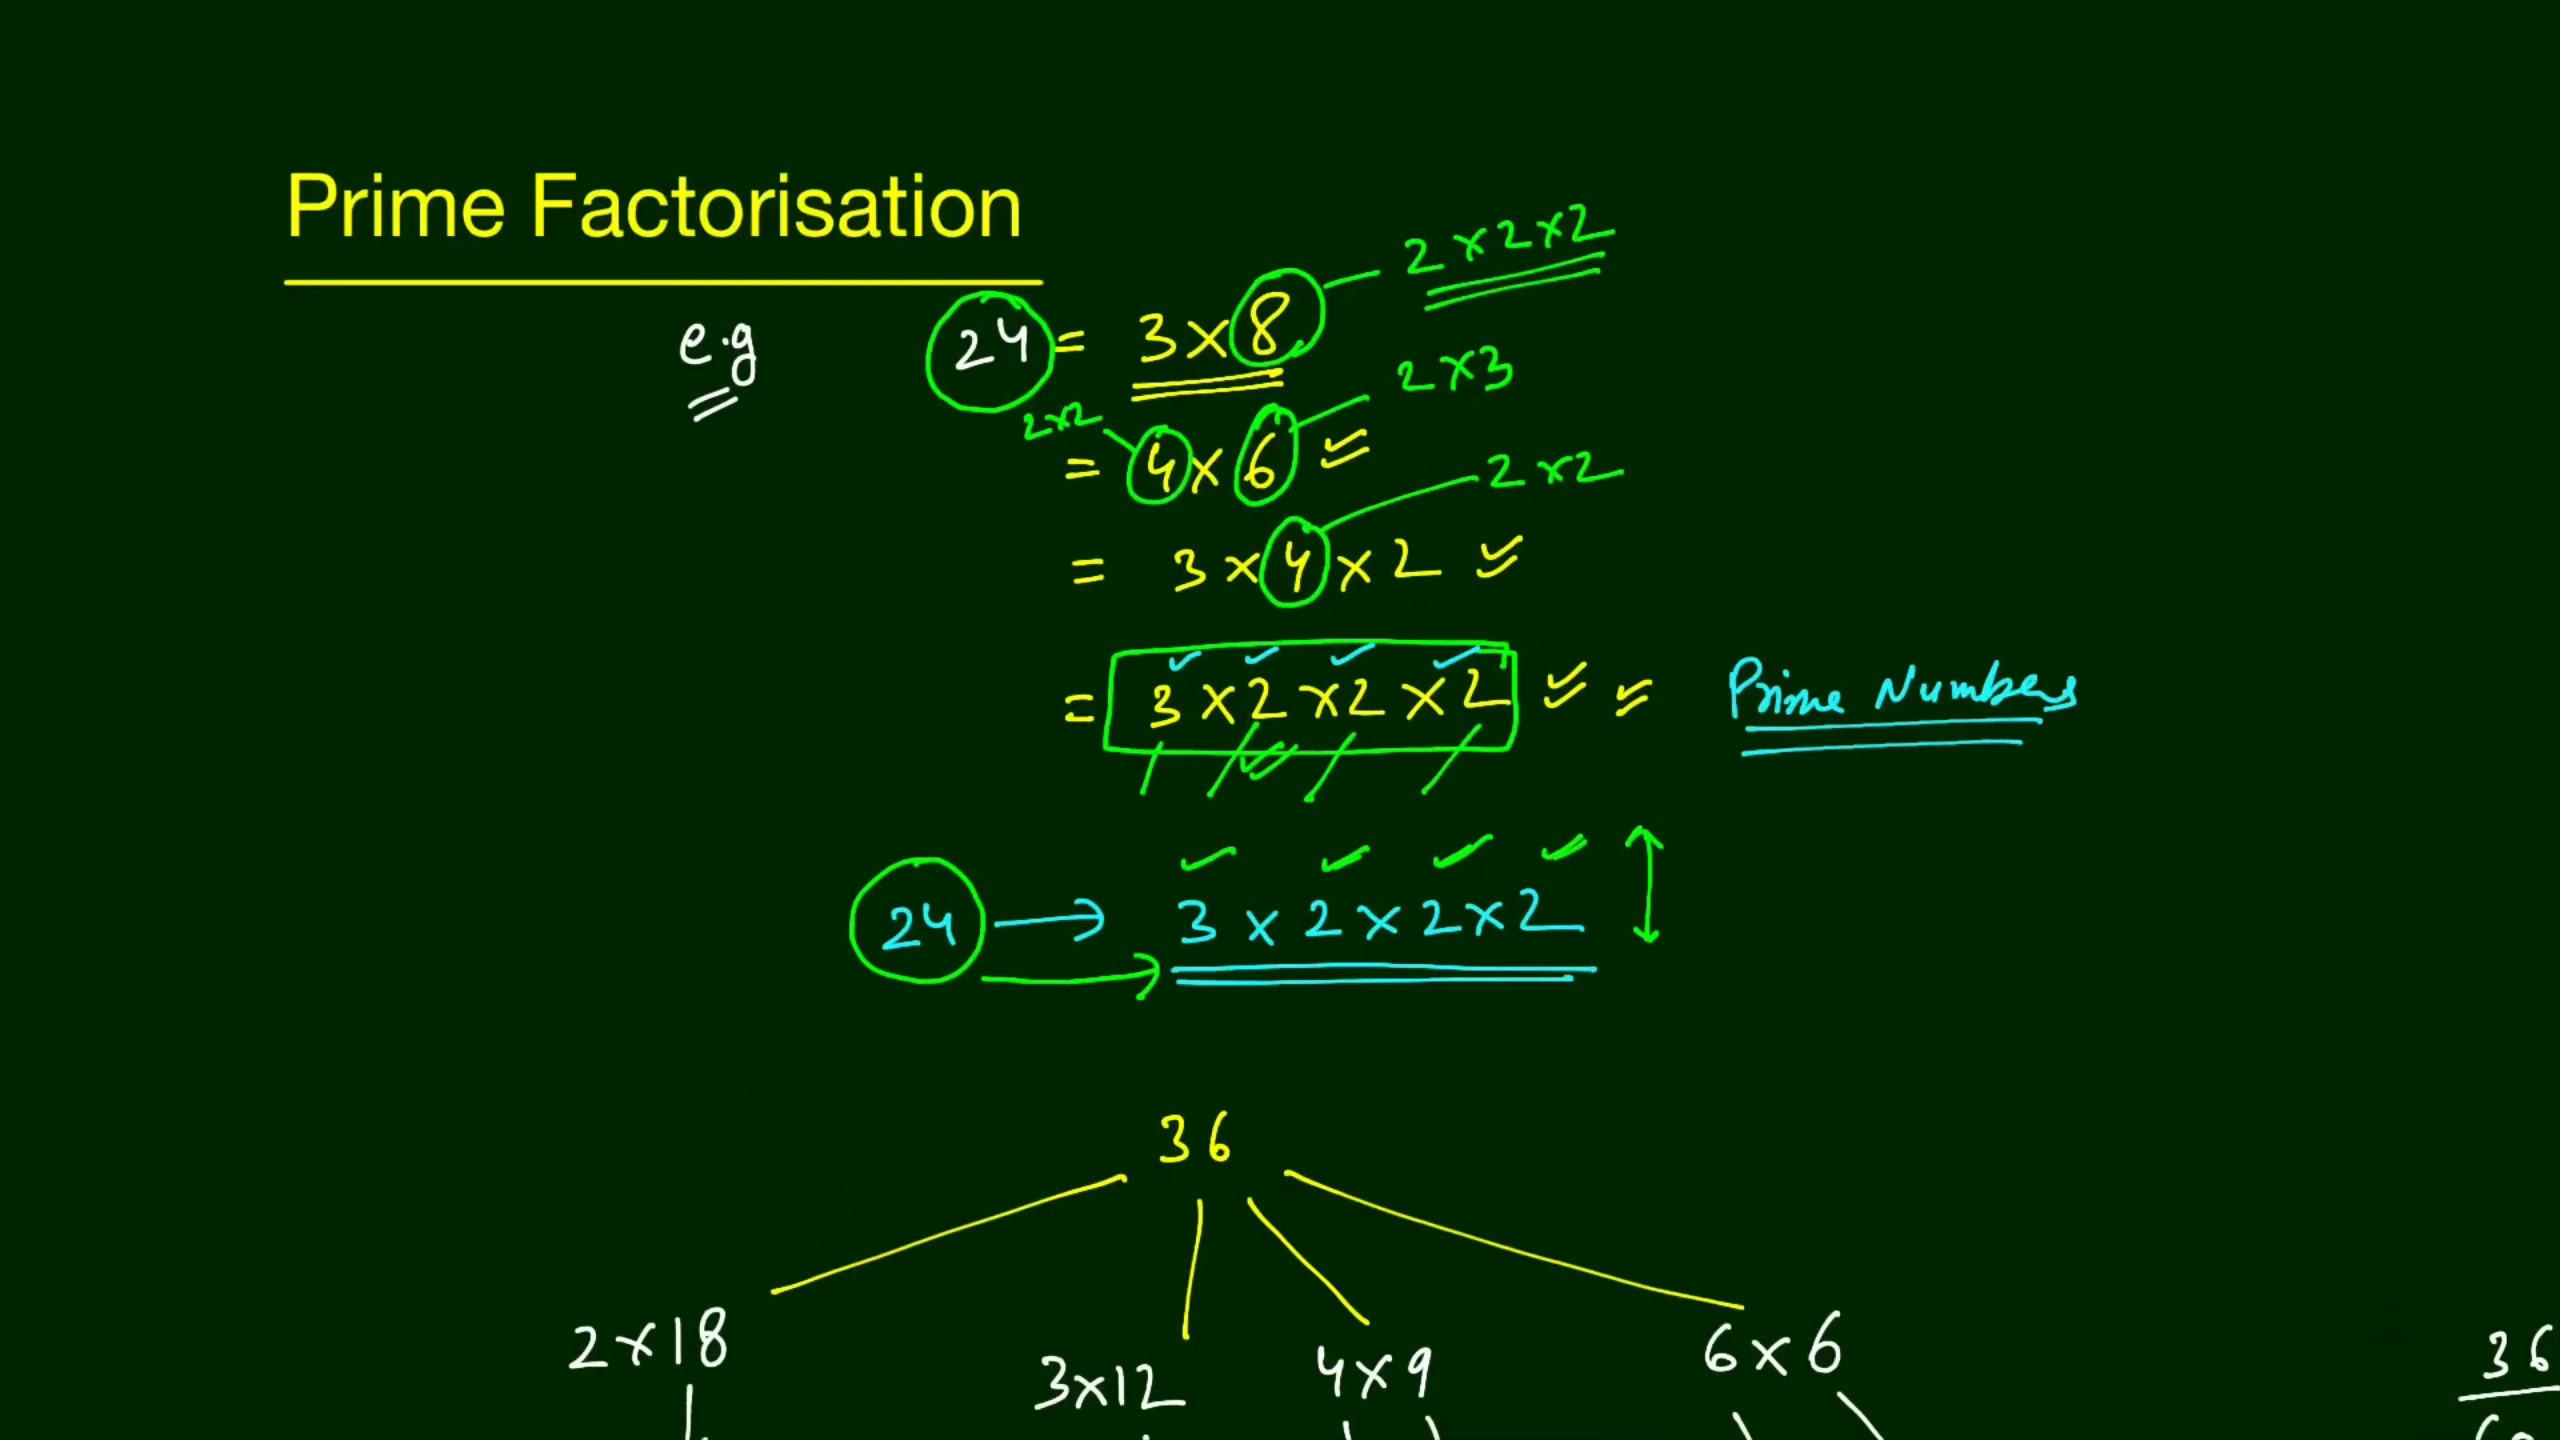 Prime Factorisation
2 x 2 x 2
e.g 24 = 3 x 8
2 x 3
2 x 2
= 4 x 6
2 x 2
= 3 x 4 x 2
= 3 x 2 x 2 x 2 Prime Numbers
24 → 3 x 2 x 2 x 2
36
2 x 18 3 x 12 4 x 9 6 x 6
36